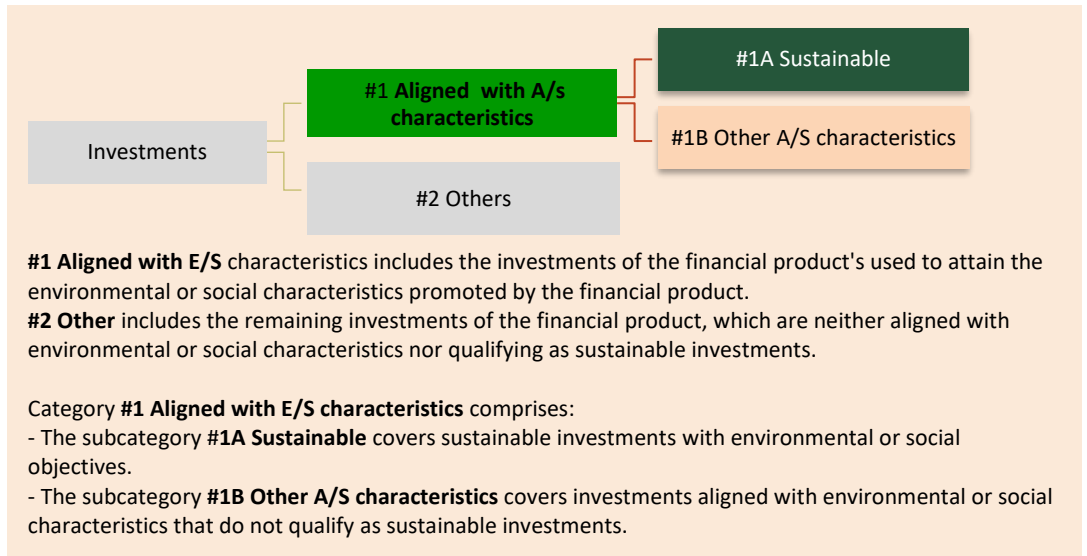 #1A Sustainable
#1 Aligned with A/s
characteristics
#1B Other A/S characteristics
Investments
#2 Others
#1 Aligned with E/S characteristics includes the investments of the financial product's used to attain the
environmental or social characteristics promoted by the financial product.
#2 Other includes the remaining investments of the financial product, which are neither aligned with
environmental or social characteristics nor qualifying as sustainable investments.
Category #1 Aligned with E/S characteristics comprises:
- The subcategory #1A Sustainable covers sustainable investments with environmental or social
objectives.
- The subcategory #1B Other A/S characteristics covers investments aligned with environmental or social
characteristics that do not qualify as sustainable investments.